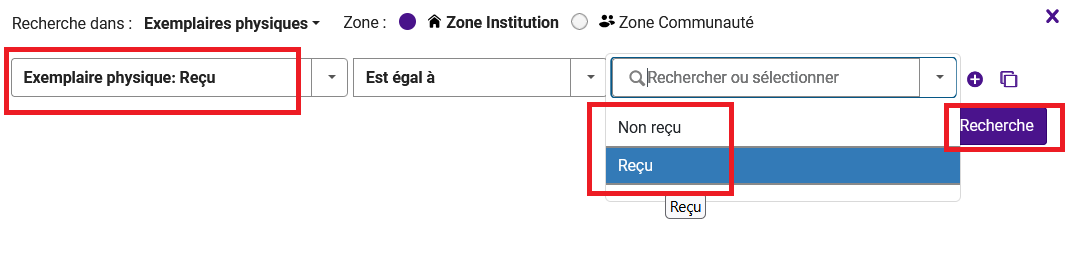 Recherche dans : Exemplaires physiques Zone : Zone Institution Zone Communauté
Exemplaire physique: Reçu Est égal à Rechercher ou sélectionner
Non reçu Recherche
Reçu
Reçu